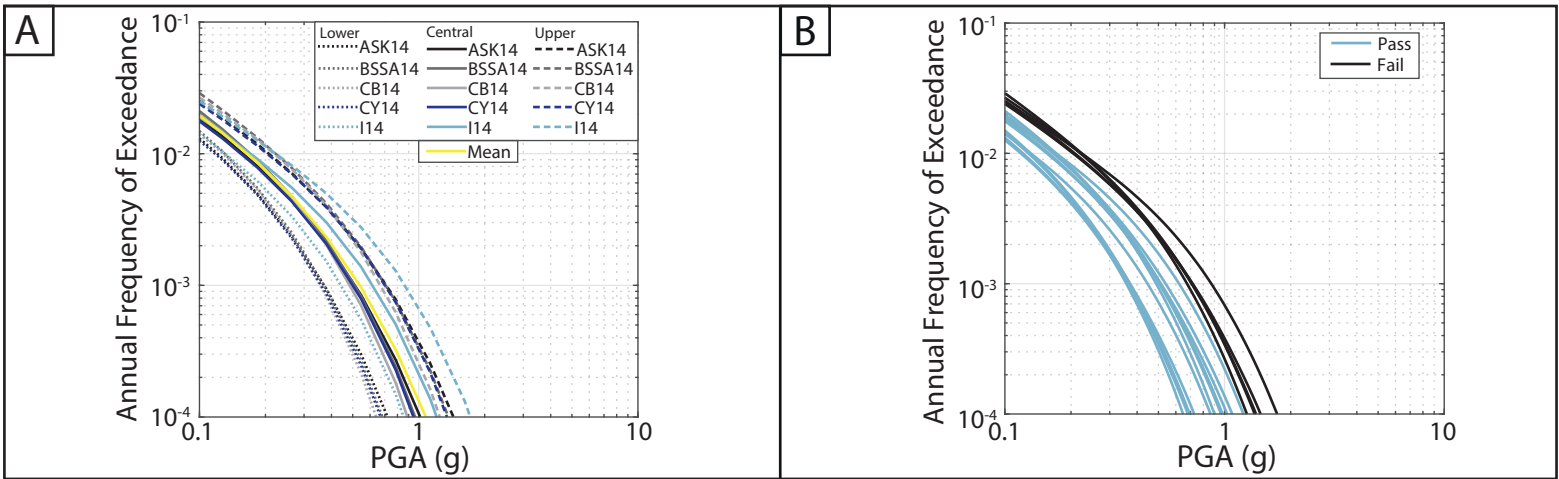 A
Annual Frequency of Exceedance
10-1
10-2
10-3
10-4
Lower Central Upper
ASK14 ASK14 ASK14
BSSA14 BSSA14 BSSA14
CB14 CB14 CB14
CY14 CY14 CY14
I14 I14 I14
Mean
0.1 1 10
PGA (g)
B
Annual Frequency of Exceedance
10-1
10-2
10-3
10-4
Pass
Fail
0.1 1 10
PGA (g)